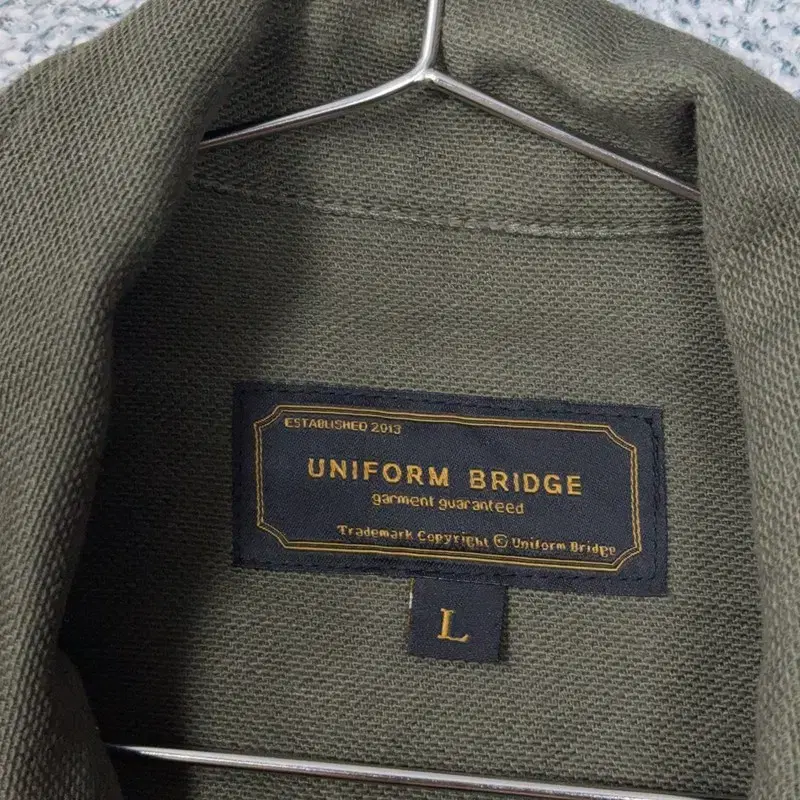 ESTABLISHED 2013
UNIFORM BRIDGE
garment guaranteed
Trademark Copyright © Uniform Bridge
L